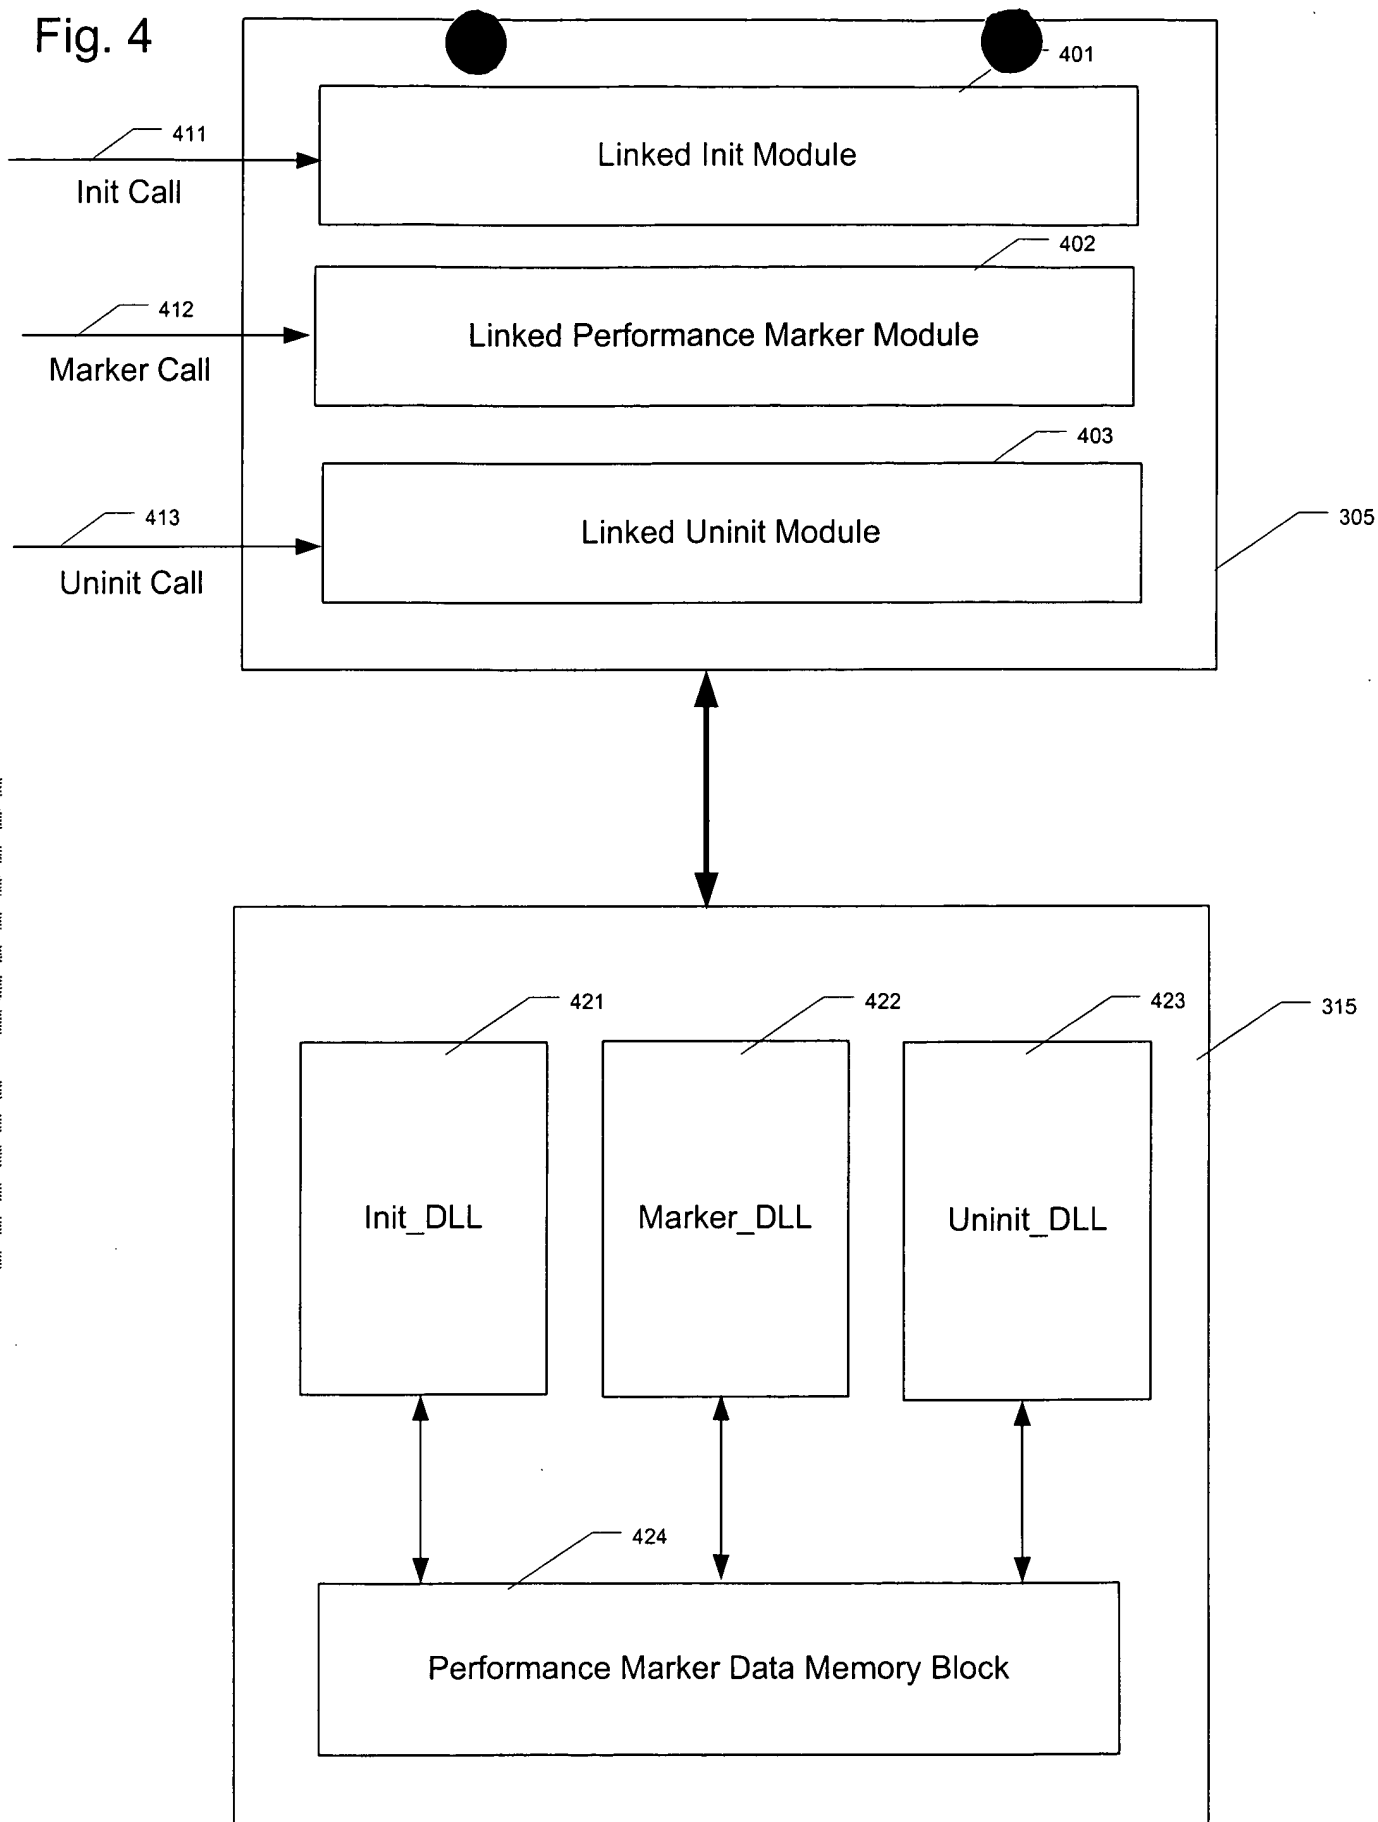 Fig. 4
401
411
Linked Init Module
Init Call
402
412
Linked Performance Marker Module
Marker Call
403
413
Linked Uninit Module
305
Uninit Call
421
422
423
315
Init_DLL
Marker_DLL
Uninit_DLL
424
Performance Marker Data Memory Block